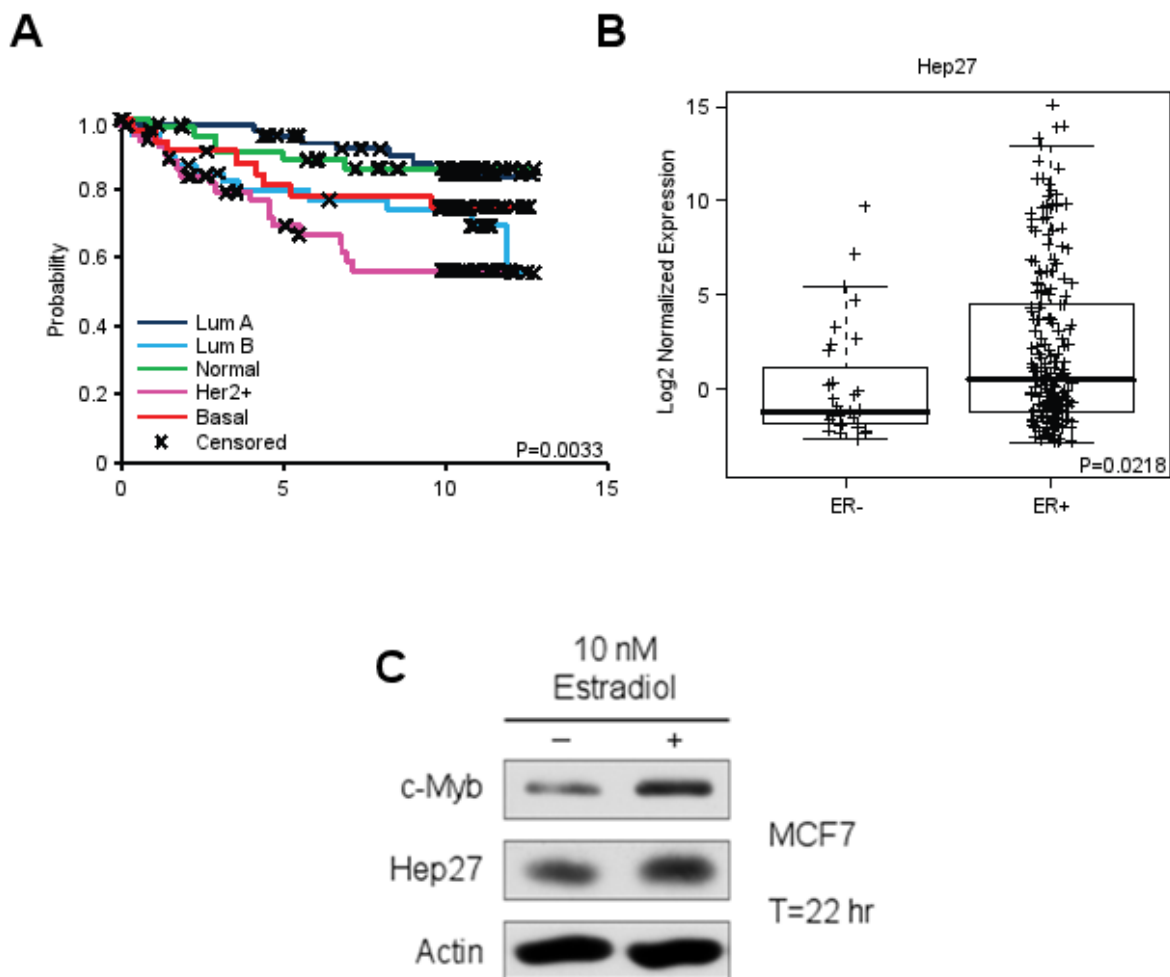 A
1.0
0.8
0.6
0.4
0.2
0
Probability
Lum A
Lum B
Normal
Her2+
Basal
Censored
P=0.0033
0 5 10 15
B
Hep27
15
10
5
0
Log2 Normalized Expression
P=0.0218
ER- ER+
C
10 nM
Estradiol
– +
c-Myb
Hep27
Actin
MCF7
T=22 hr